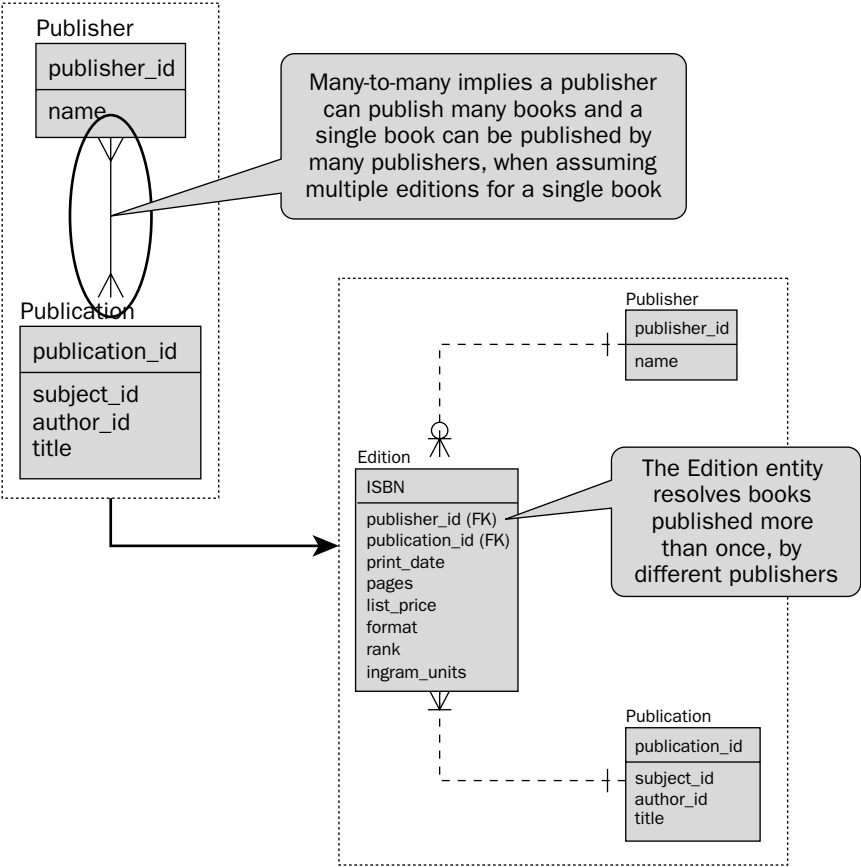 Publisher
publisher_id
name
Many-to-many implies a publisher
can publish many books and a
single book can be published by
many publishers, when assuming
multiple editions for a single book
Publication
publication_id
subject_id
author_id
title
Publisher
publisher_id
name
Edition
ISBN
publisher_id (FK)
publication_id (FK)
print_date
pages
list_price
format
rank
ingram_units
The Edition entity
resolves books
published more
than once, by
different publishers
Publication
publication_id
subject_id
author_id
title